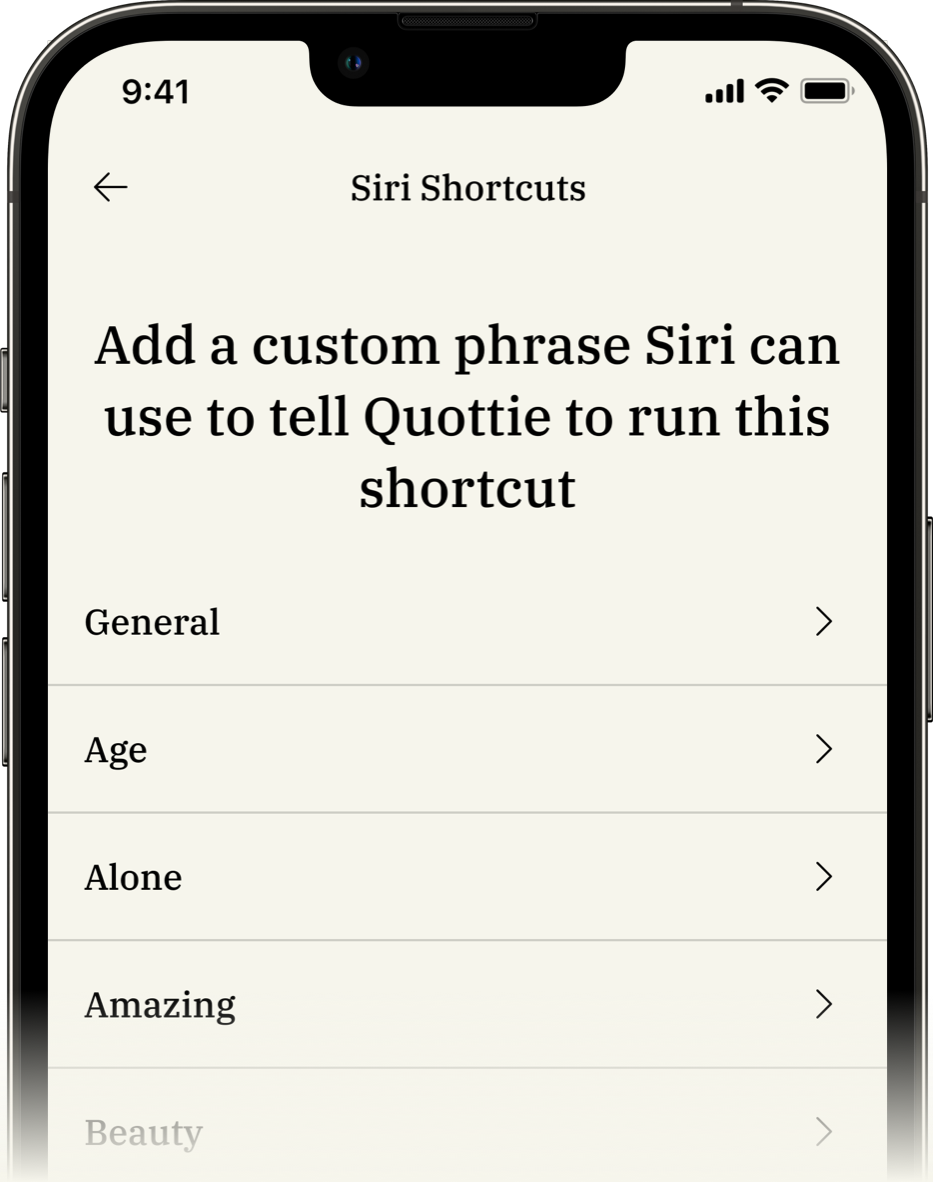 9:41
Siri Shortcuts
Add a custom phrase Siri can
use to tell Quottie to run this
shortcut
General
Age
Alone
Amazing
Beauty